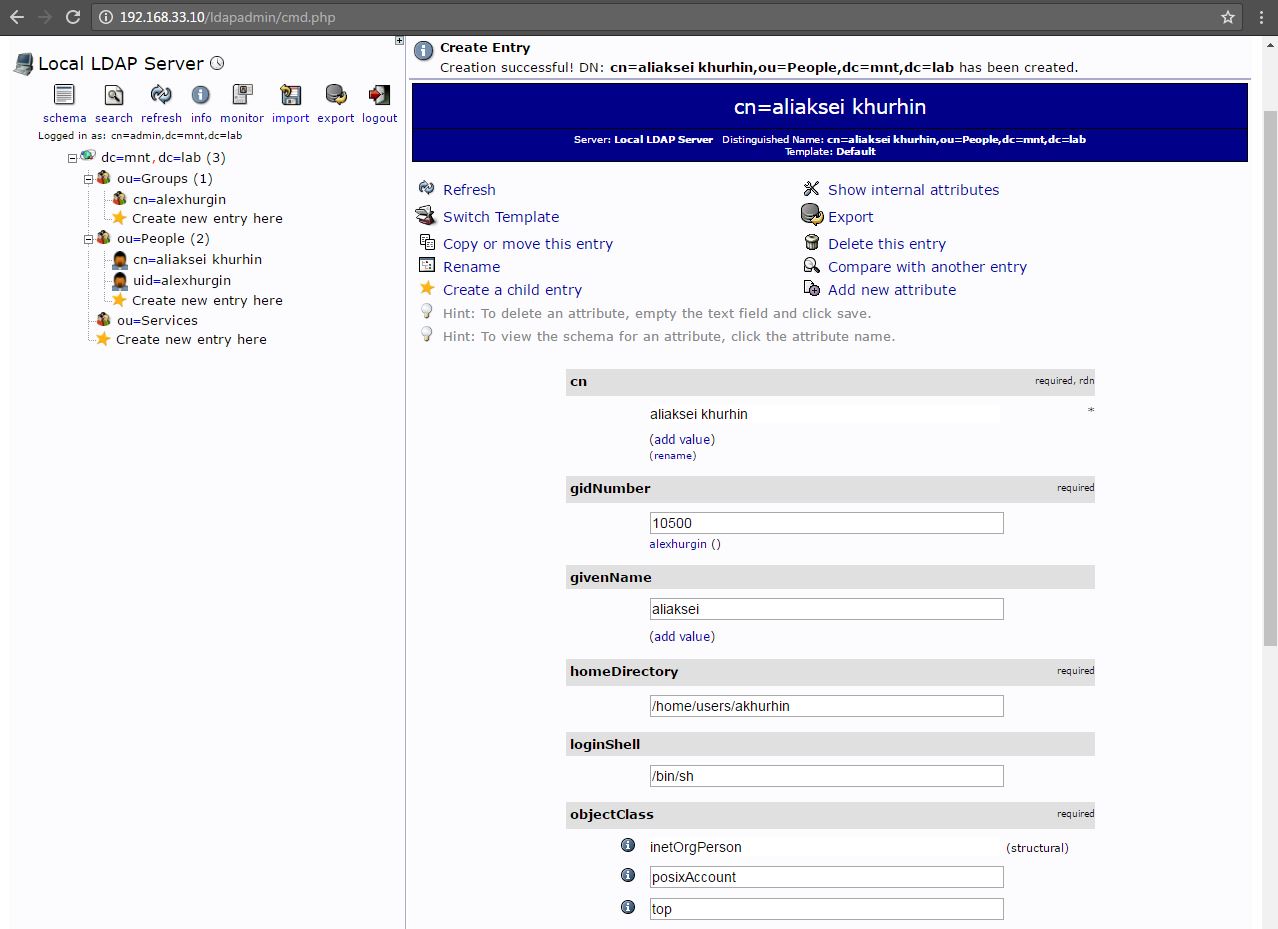 192.168.33.10/ldapadmin/cmd.php
Local LDAP Server
schema search refresh info monitor import export logout
Logged in as: cn=admin,dc=mnt,dc=lab
dc=mnt,dc=lab (3)
ou=Groups (1)
cn=alexhurgin
Create new entry here
ou=People (2)
cn=aliaksei khurhin
uid=alexhurgin
Create new entry here
ou=Services
Create new entry here
Create Entry
Creation successful! DN: cn=aliaksei khurhin,ou=People,dc=mnt,dc=lab has been created.
cn=aliaksei khurhin
Server: Local LDAP Server Distinguished Name: cn=aliaksei khurhin,ou=People,dc=mnt,dc=lab
Template: Default
Refresh Show internal attributes
Switch Template Export
Copy or move this entry Delete this entry
Rename Compare with another entry
Create a child entry Add new attribute
Hint: To delete an attribute, empty the text field and click save.
Hint: To view the schema for an attribute, click the attribute name.
cn required, rdn
aliaksei khurhin *
(add value)
(rename)
gidNumber required
10500
alexhurgin ()
givenName
aliaksei
(add value)
homeDirectory required
/home/users/akhurhin
loginShell
/bin/sh
objectClass required
inetOrgPerson (structural)
posixAccount
top